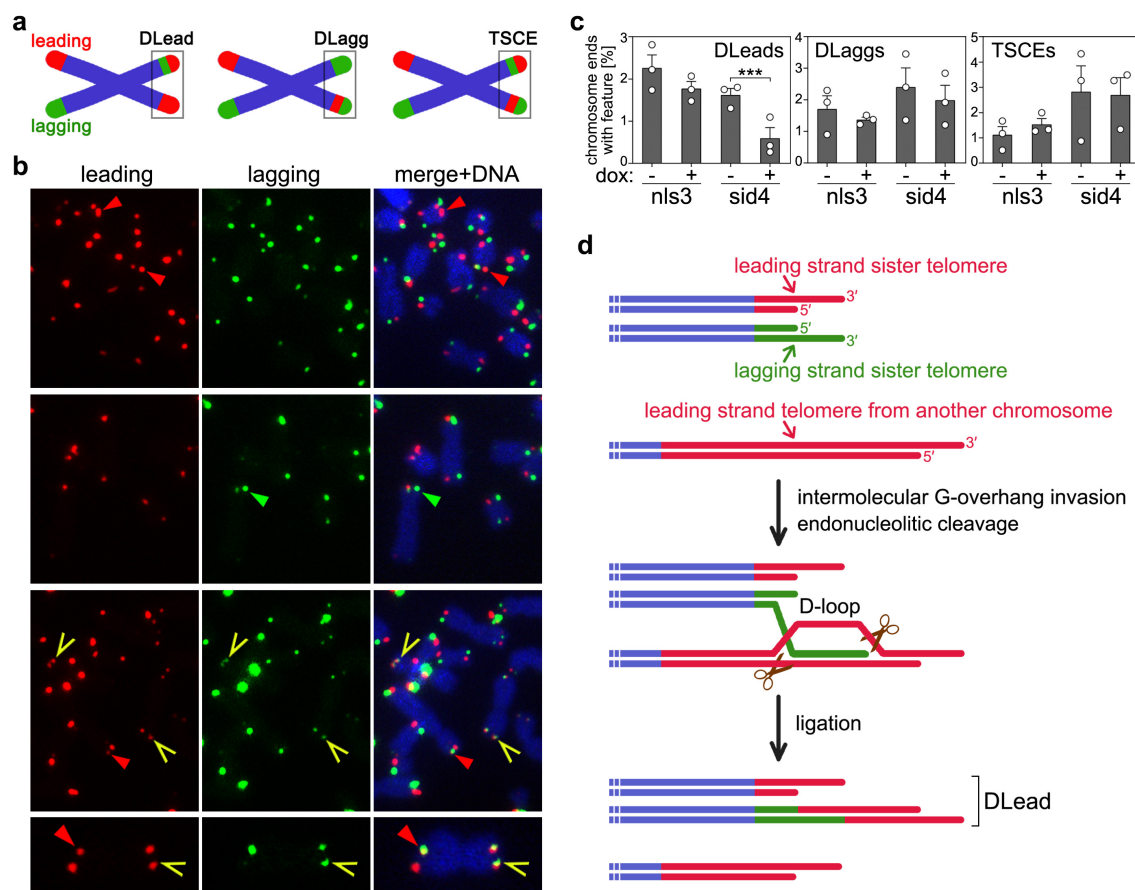 a
leading
lagging
DLead
DLagg
TSCE
b
leading
lagging
merge+DNA
c
chromosome ends
with feature [%]
3
2
1
0
DLeads
***
4
3
2
1
0
DLaggs
5
4
3
2
1
0
TSCEs
dox:
- + - +
nls3 sid4
- + - +
nls3 sid4
- + - +
nls3 sid4
d
leading strand sister telomere
3′
5′
5′
3′
lagging strand sister telomere
leading strand telomere from another chromosome
3′
5′
intermolecular G-overhang invasion
endonucleolitic cleavage
D-loop
ligation
DLead